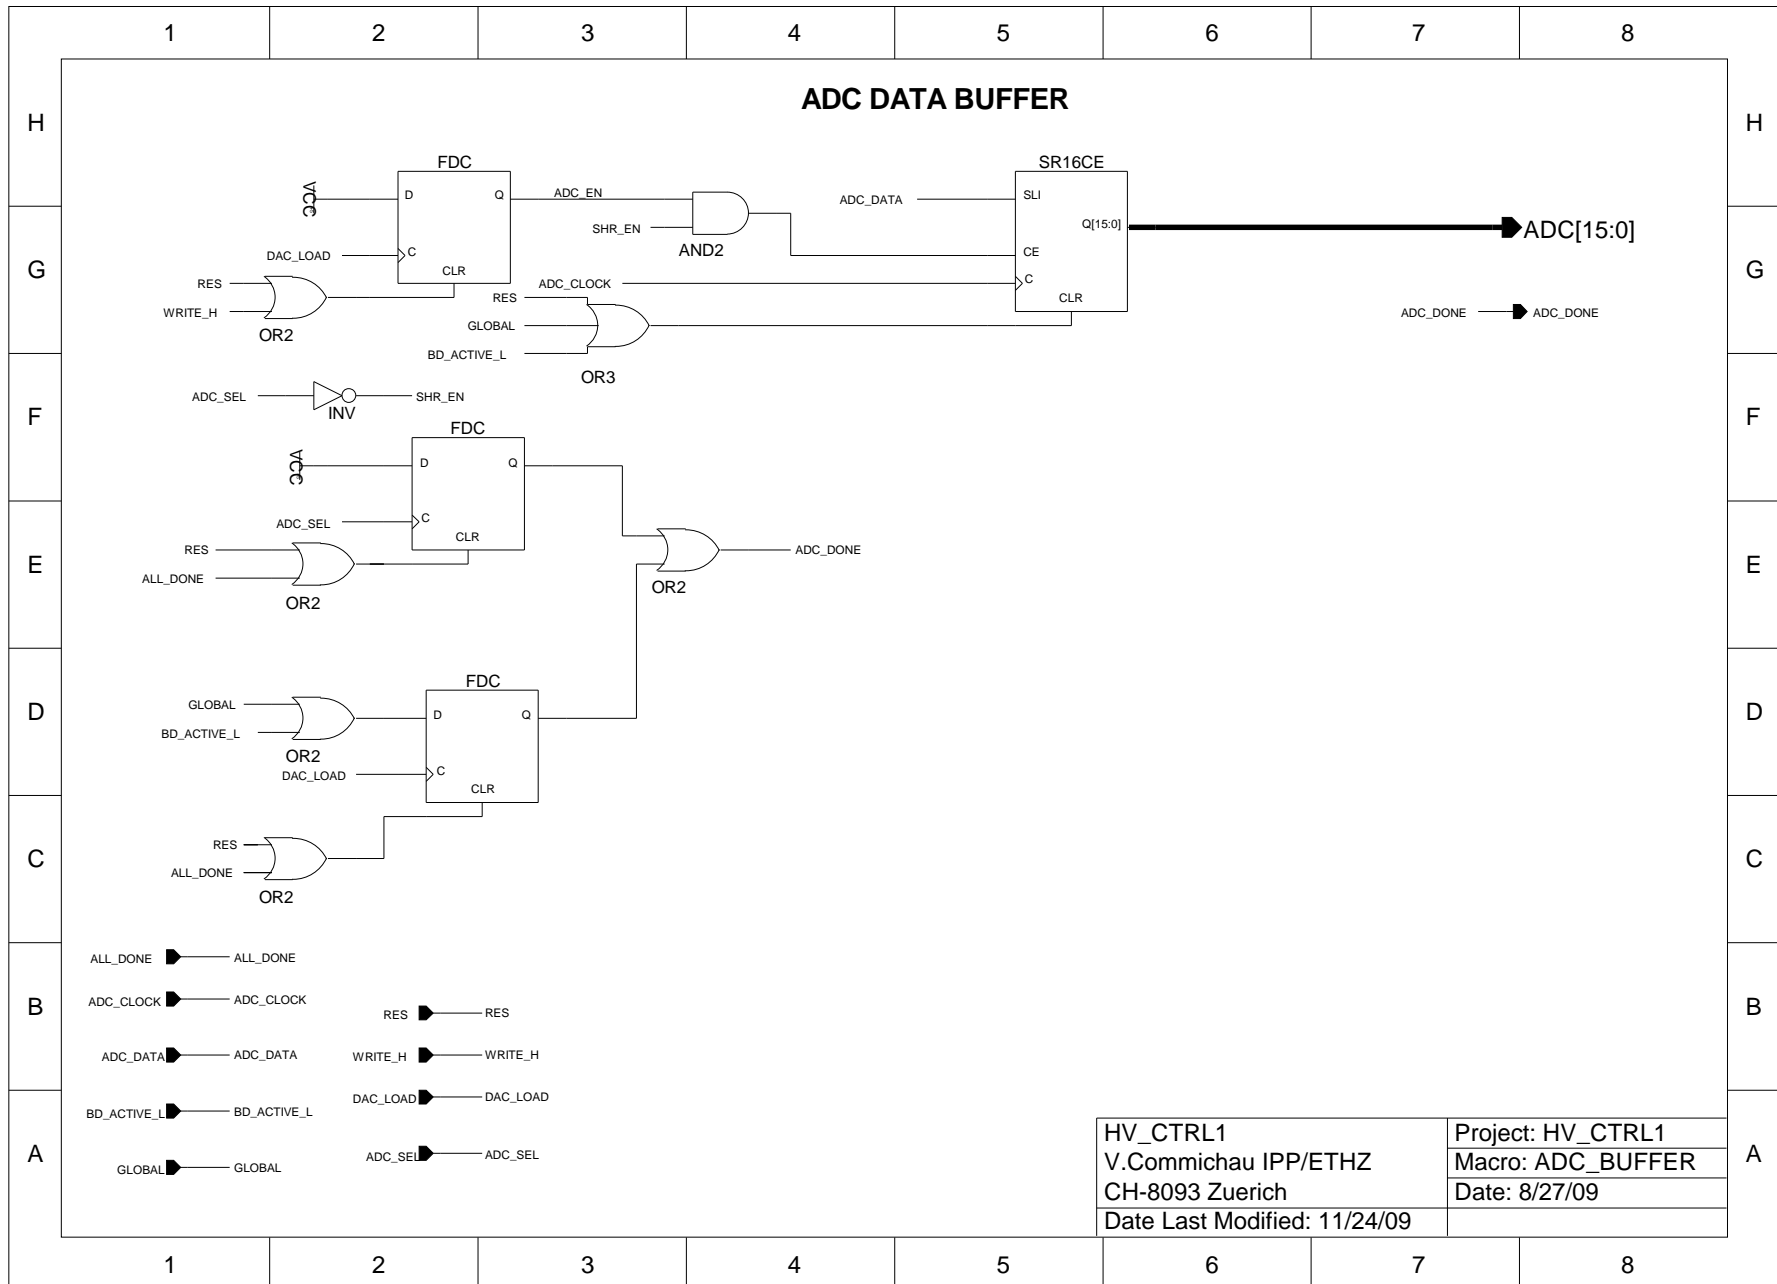 1 2 3 4 5 6 7 8
ADC DATA BUFFER
H H
FDC SR16CE
VCC D Q ADC_EN ADC_DATA SLI
SHR_EN Q[15:0] ADC[15:0]
AND2
G DAC_LOAD C CE G
CLR
RES ADC_CLOCK C
RES CLR
WRITE_H ADC_DONE ADC_DONE
OR2 GLOBAL
BD_ACTIVE_L
OR3
ADC_SEL SHR_EN
INV
F F
FDC
VCC D Q
ADC_SEL C
CLR
RES ADC_DONE
E E
ALL_DONE OR2
OR2
FDC
GLOBAL D Q
D D
BD_ACTIVE_L
OR2
DAC_LOAD C
CLR
RES
C C
ALL_DONE
OR2
ALL_DONE ALL_DONE
ADC_CLOCK ADC_CLOCK
B B
RES RES
ADC_DATA ADC_DATA WRITE_H WRITE_H
DAC_LOAD DAC_LOAD
BD_ACTIVE_L BD_ACTIVE_L
HV_CTRL1 Project: HV_CTRL1
A ADC_SEL ADC_SEL A
GLOBAL GLOBAL
V.Commichau IPP/ETHZ Macro: ADC_BUFFER
CH-8093 Zuerich Date: 8/27/09
Date Last Modified: 11/24/09
1 2 3 4 5 6 7 8